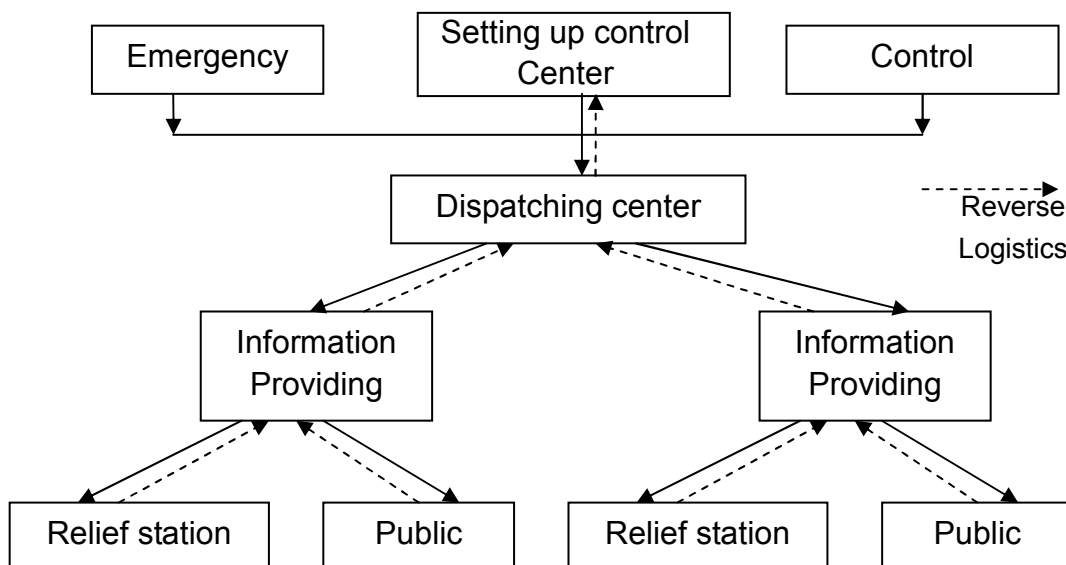 Emergency
Setting up control
Center
Control
Dispatching center
Reverse
Logistics
Information
Providing
Information
Providing
Relief station
Public
Relief station
Public